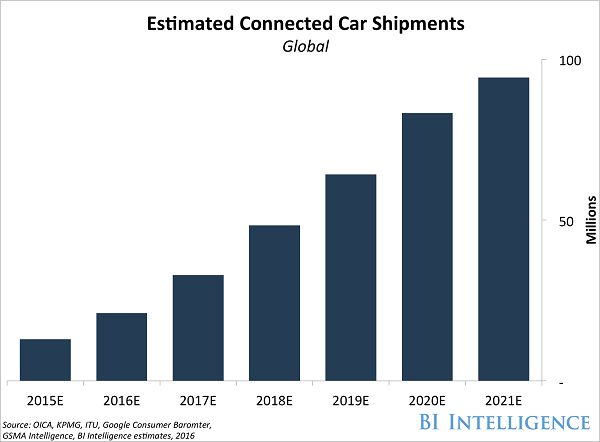 Estimated Connected Car Shipments
Global
100
50
-
Millions
2015E 2016E 2017E 2018E 2019E 2020E 2021E
Source: OICA, KPMG, ITU, Google Consumer Baromter,
GSMA Intelligence, BI Intelligence estimates, 2016
BI INTELLIGENCE